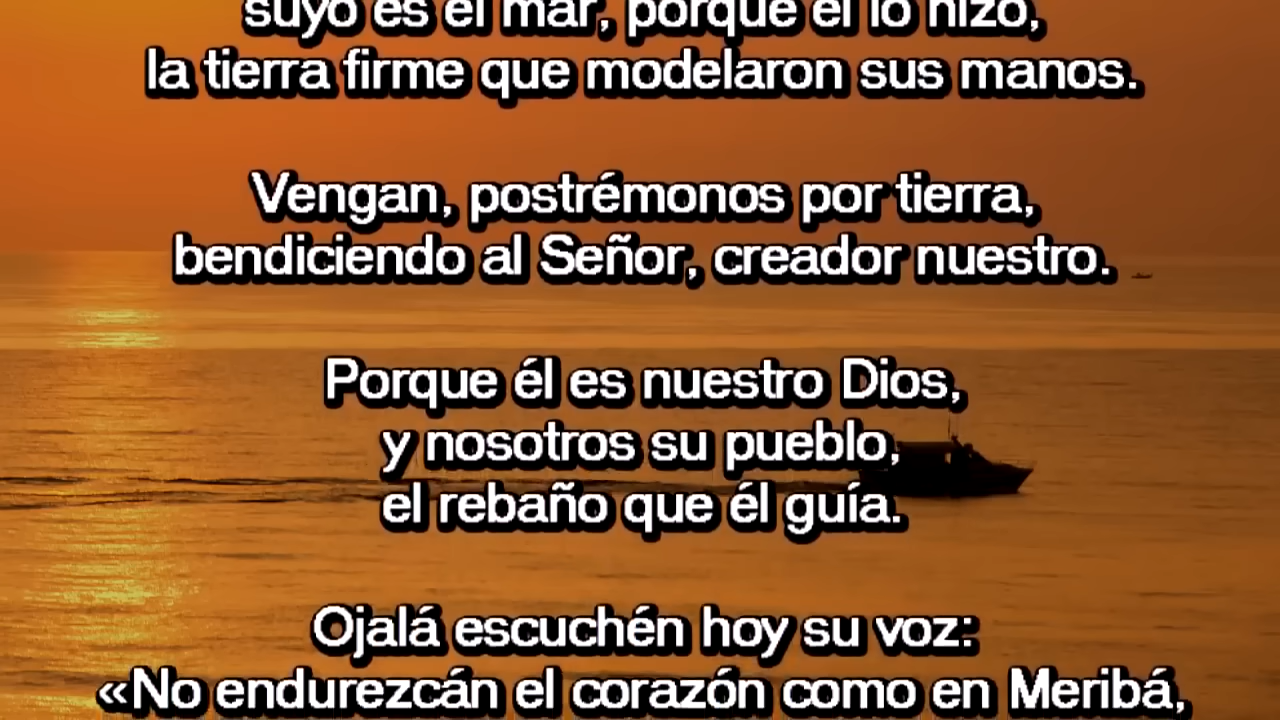 suyo es el mar, porque él lo hizo,
la tierra firme que modelaron sus manos.
Vengan, postrémonos por tierra,
bendiciendo al Señor, creador nuestro.
Porque él es nuestro Dios,
y nosotros su pueblo,
el rebaño que él guía.
Ojalá escuchén hoy su voz:
«No endurezcán el corazón como en Meribá,